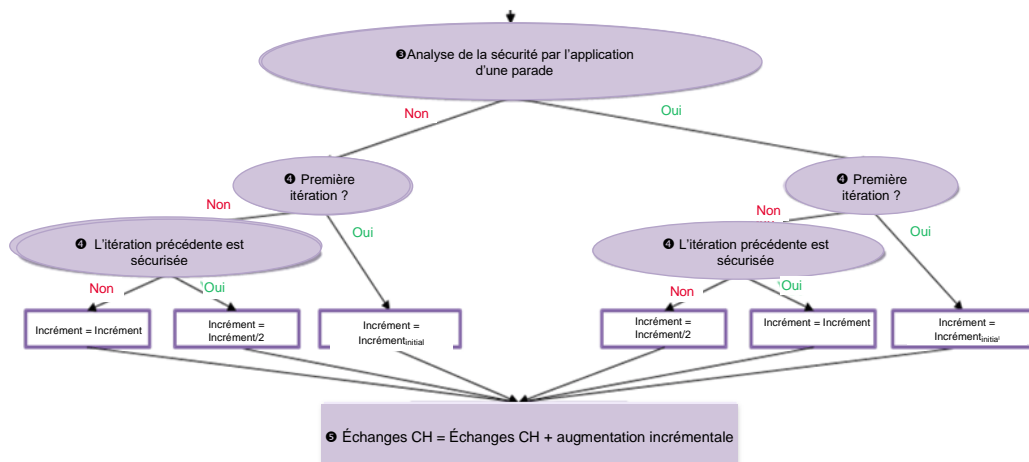 ❸Analyse de la sécurité par l'application
d'une parade
Non
Oui
❹ Première
itération ?
❹ Première
itération ?
Non
Non
❹ L'itération précédente est
sécurisée
Oui
❹ L'itération précédente est
sécurisée
Oui
Non
Oui
Non
Oui
Incrément = Incrément
Incrément =
Incrément/2
Incrément =
Incrémentinitial
Incrément =
Incrément/2
Incrément = Incrément
Incrément =
Incrémentinitial
❺ Échanges CH = Échanges CH + augmentation incrémentale